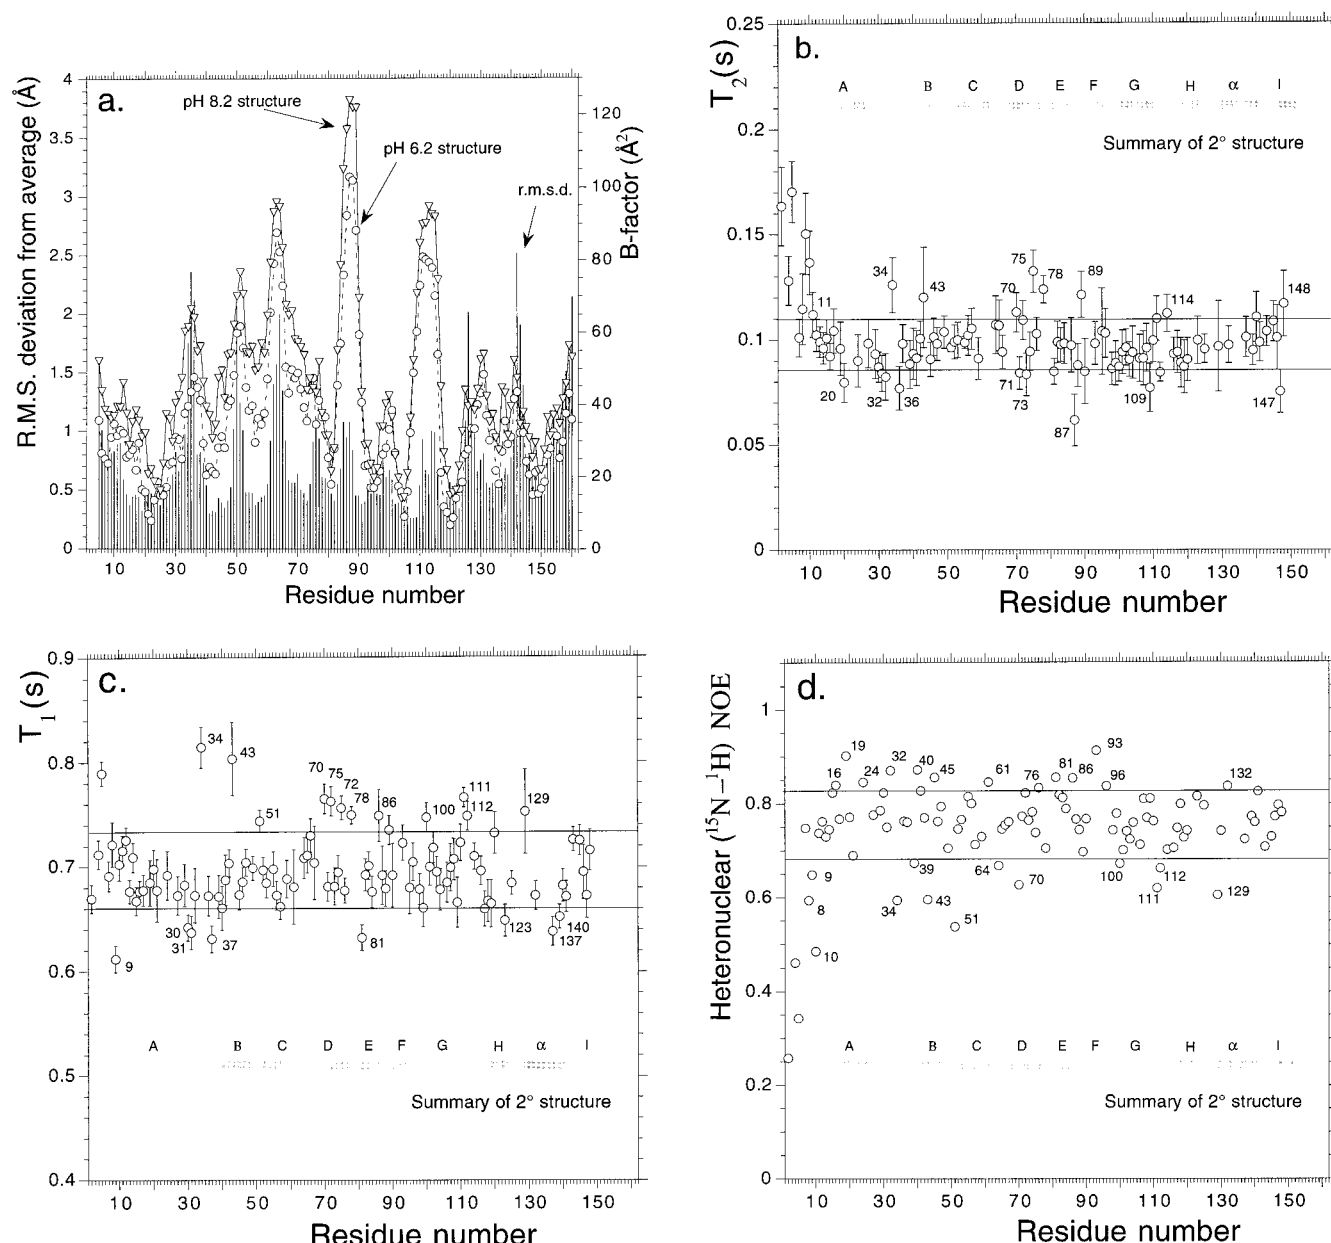 a.
pH 8.2 structure
pH 6.2 structure
r.m.s.d.
R.M.S. deviation from average (Å)
B-factor (Å2)
4
3.5
3
2.5
2
1.5
1
0.5
0
120
100
80
60
40
20
0
10 30 50 70 90 110 130 150
Residue number
b.
T2(s)
0.25
0.2
0.15
0.1
0.05
0
A B C D E F G H α I
Summary of 2° structure
11 34 43 70 75 78 89 114 148
20 32 36 71 73 87 109 147
10 30 50 70 90 110 130 150
Residue number
c.
T1(s)
0.9
0.8
0.7
0.6
0.5
0.4
34 43 51 70 75 72 78 86 100 111 112 129
9 30 31 37 81 123 137 140
A B C D E F G H α I
Summary of 2° structure
10 30 50 70 90 110 130 150
Residue number
d.
Heteronuclear (15N–1H) NOE
1
0.8
0.6
0.4
0.2
0
16 19 24 32 40 45 61 76 81 86 93 96 132
9 8 10 34 39 43 51 64 70 100 111 112 129
A B C D E F G H α I
Summary of 2° structure
10 30 50 70 90 110 130 150
Residue number